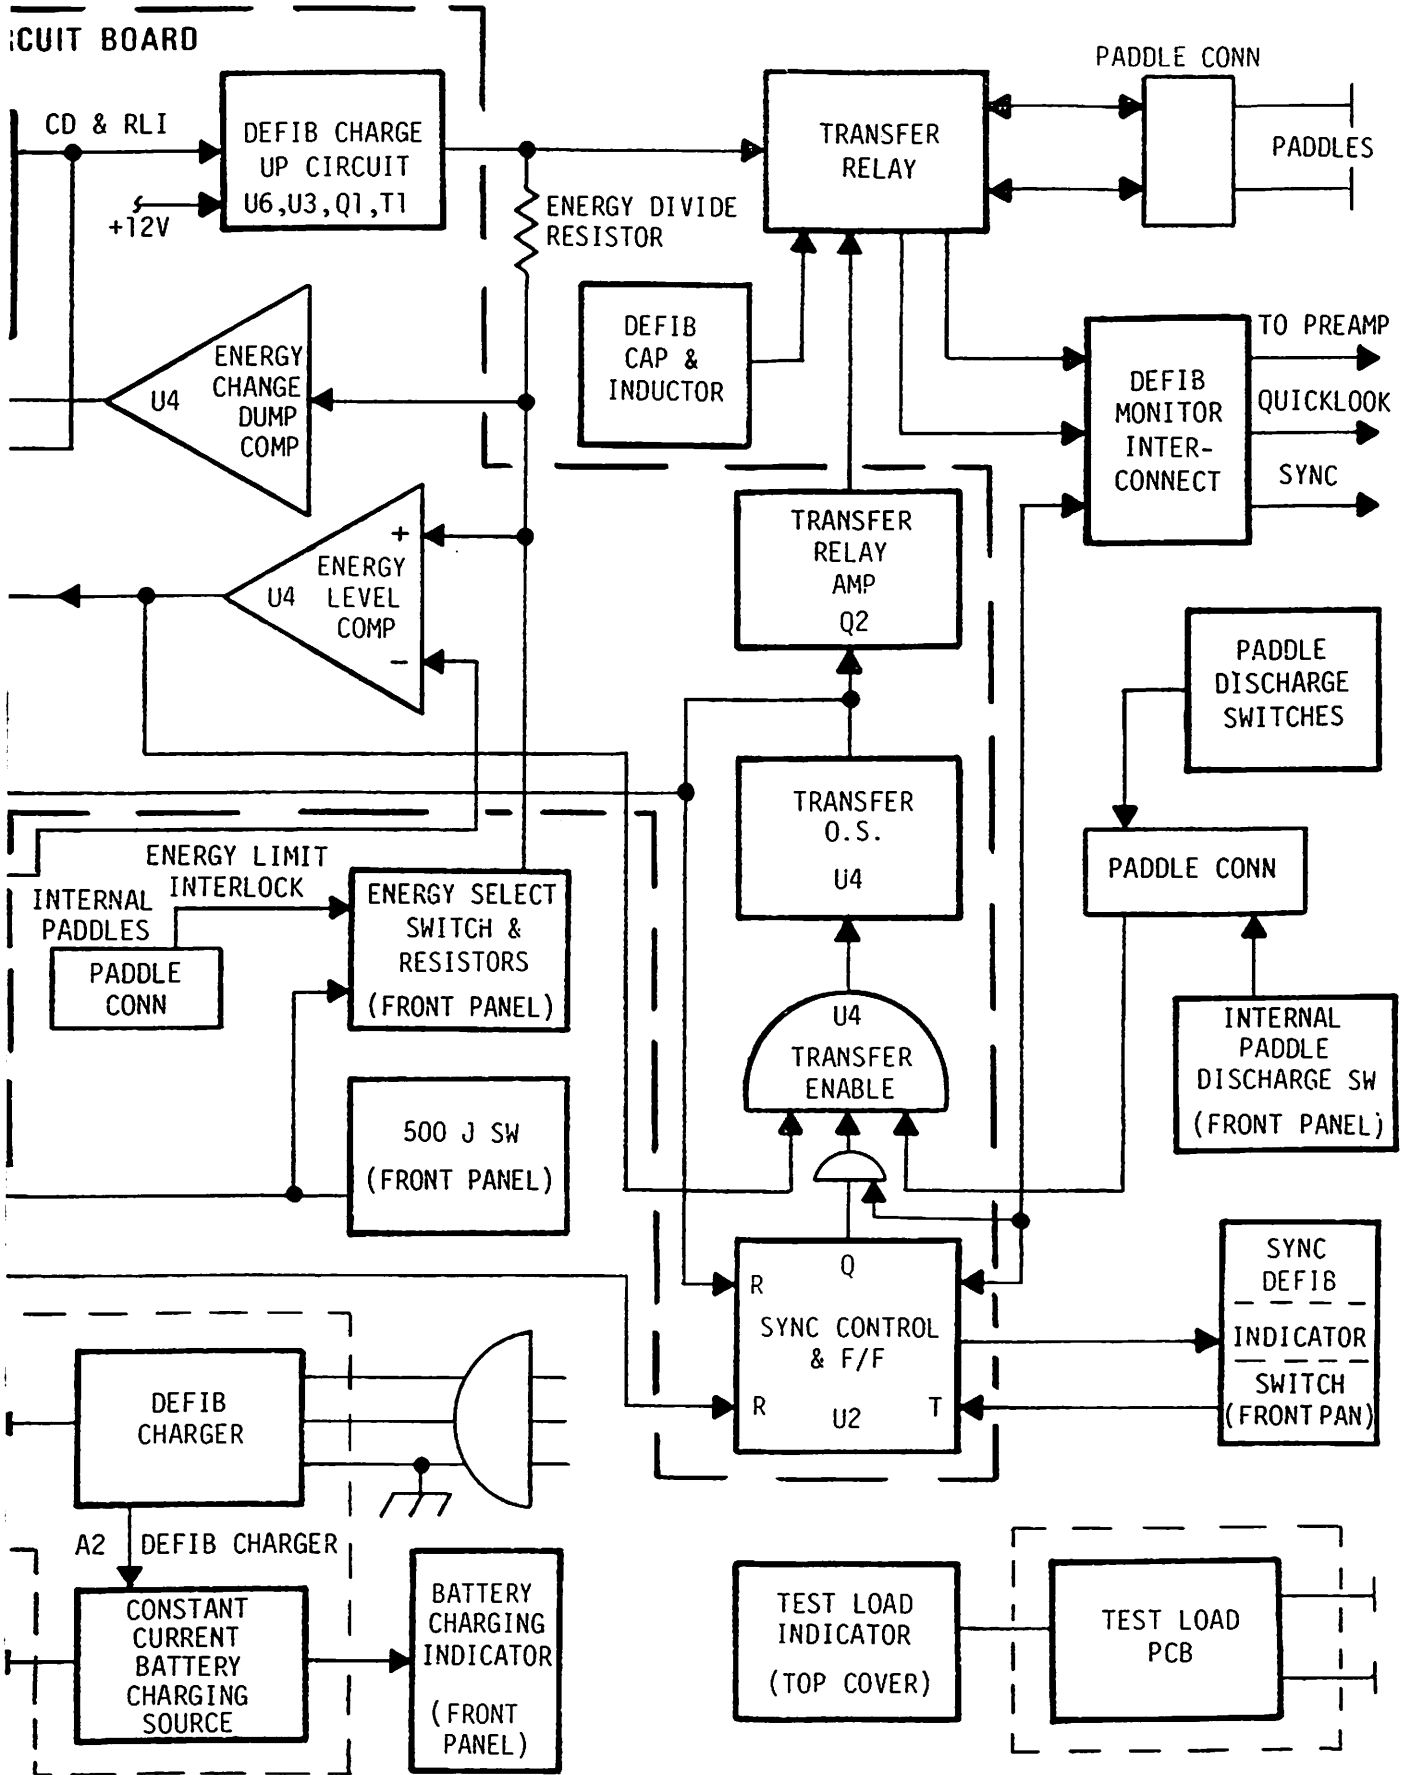 CUIT BOARD
CD & RLI
DEFIB CHARGE
UP CIRCUIT
U6,U3,Q1,T1
+12V
ENERGY DIVIDE
RESISTOR
TRANSFER
RELAY
PADDLE CONN
PADDLES
DEFIB
CAP &
INDUCTOR
DEFIB
MONITOR
INTER-
CONNECT
TO PREAMP
QUICKLOOK
SYNC
U4
ENERGY
CHANGE
DUMP
COMP
+
ENERGY
U4 LEVEL
COMP
-
TRANSFER
RELAY
AMP
Q2
PADDLE
DISCHARGE
SWITCHES
TRANSFER
O.S.
U4
PADDLE CONN
ENERGY LIMIT
INTERLOCK
INTERNAL
PADDLES
PADDLE
CONN
ENERGY SELECT
SWITCH &
RESISTORS
(FRONT PANEL)
U4
TRANSFER
ENABLE
INTERNAL
PADDLE
DISCHARGE SW
(FRONT PANEL)
500 J SW
(FRONT PANEL)
Q
R
SYNC CONTROL
& F/F
R
U2
T
SYNC
DEFIB
INDICATOR
SWITCH
(FRONT PAN)
DEFIB
CHARGER
A2 DEFIB CHARGER
CONSTANT
CURRENT
BATTERY
CHARGING
SOURCE
BATTERY
CHARGING
INDICATOR
(FRONT
PANEL)
TEST LOAD
INDICATOR
(TOP COVER)
TEST LOAD
PCB